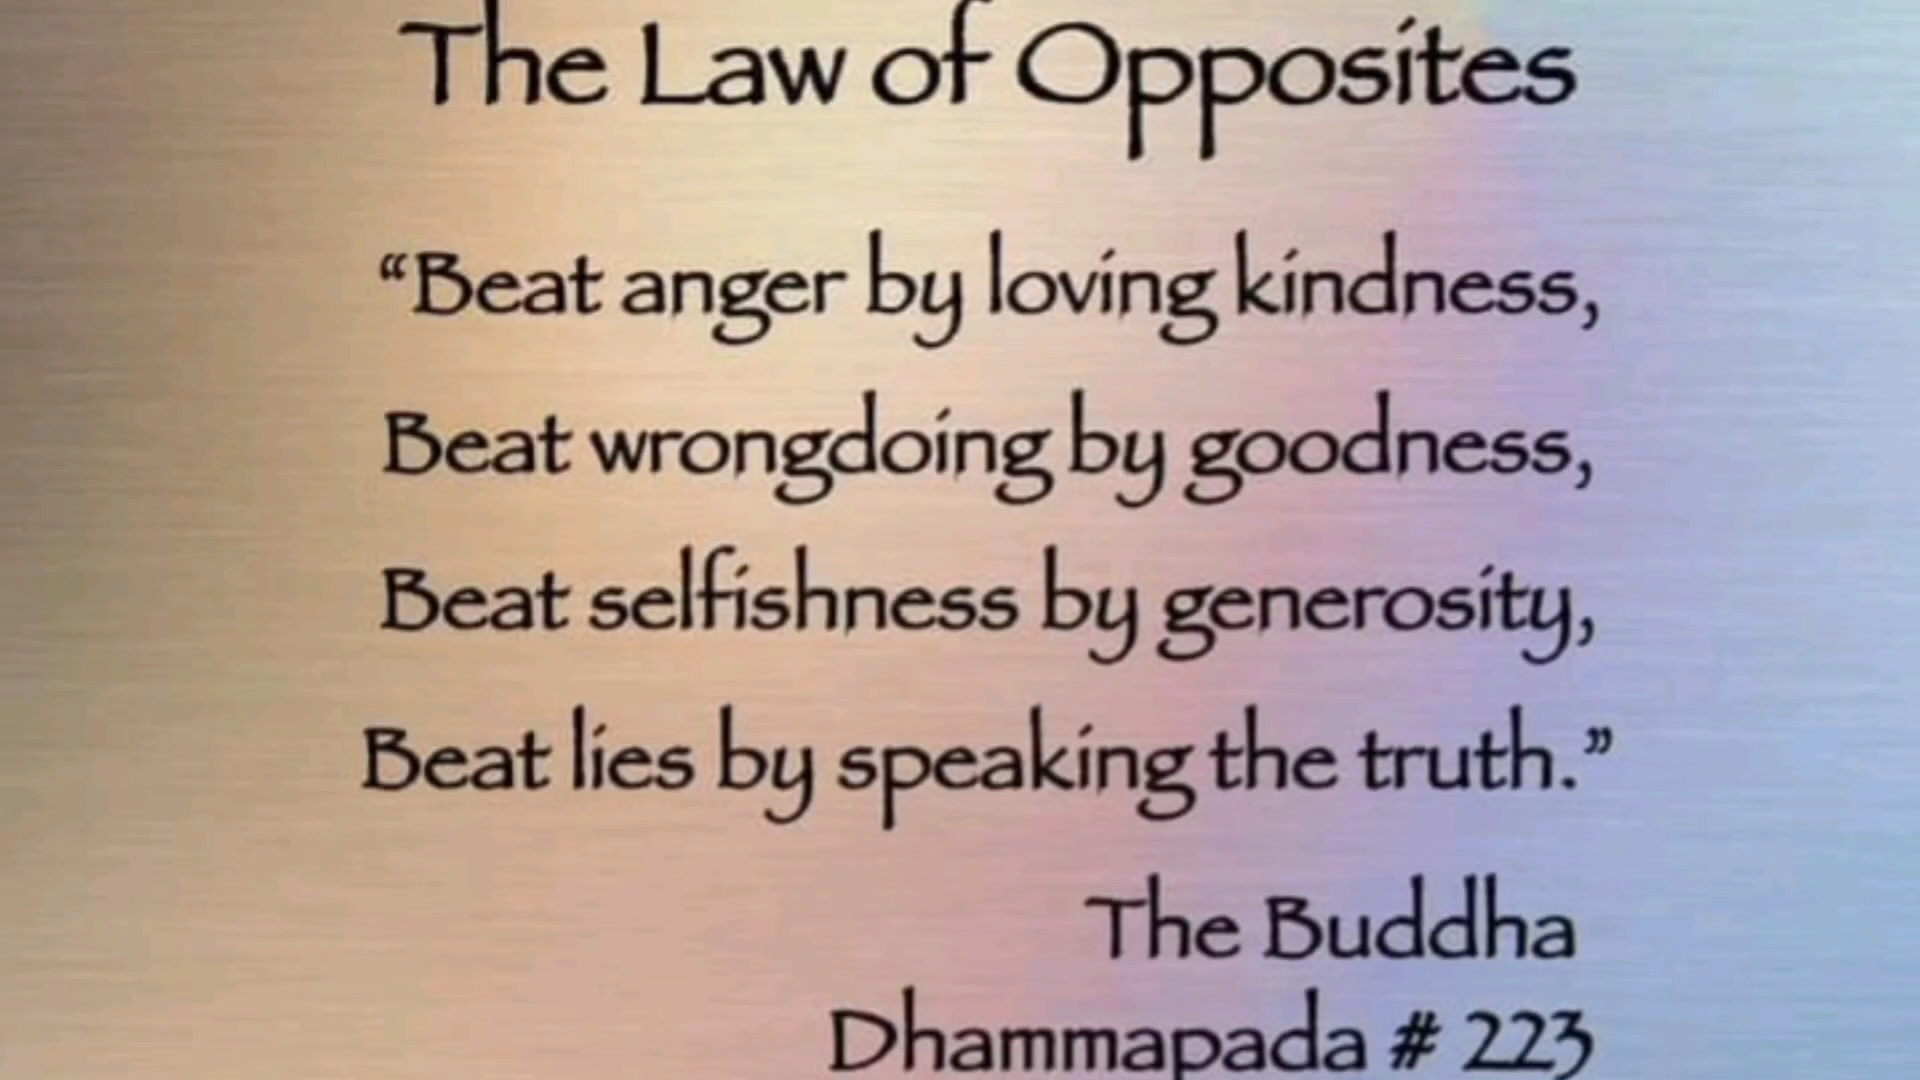 The Law of Opposites
“Beat anger by loving kindness,
Beat wrongdoing by goodness,
Beat selfishness by generosity,
Beat lies by speaking the truth.”
The Buddha
Dhammapada # 223